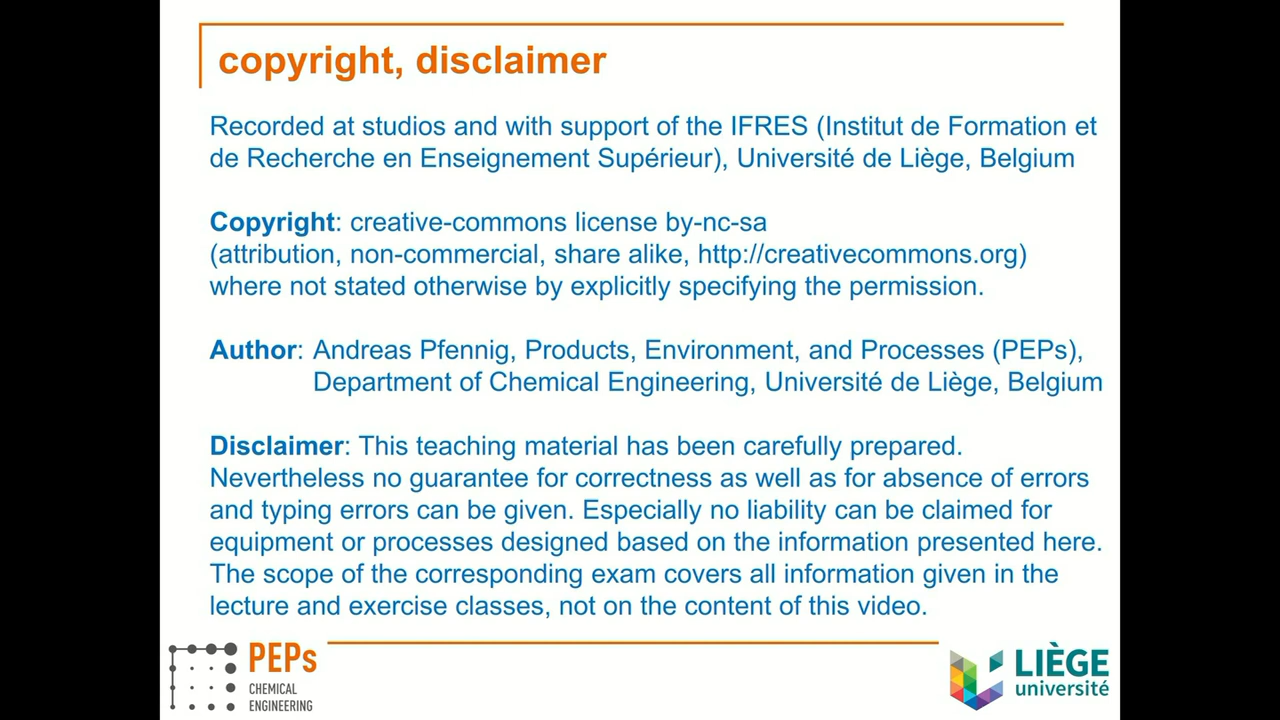 copyright, disclaimer
Recorded at studios and with support of the IFRES (Institut de Formation et
de Recherche en Enseignement Supérieur), Université de Liège, Belgium
Copyright: creative-commons license by-nc-sa
(attribution, non-commercial, share alike, http://creativecommons.org)
where not stated otherwise by explicitly specifying the permission.
Author: Andreas Pfennig, Products, Environment, and Processes (PEPs),
Department of Chemical Engineering, Université de Liège, Belgium
Disclaimer: This teaching material has been carefully prepared.
Nevertheless no guarantee for correctness as well as for absence of errors
and typing errors can be given. Especially no liability can be claimed for
equipment or processes designed based on the information presented here.
The scope of the corresponding exam covers all information given in the
lecture and exercise classes, not on the content of this video.
PEPs
CHEMICAL
ENGINEERING
LIÈGE
université